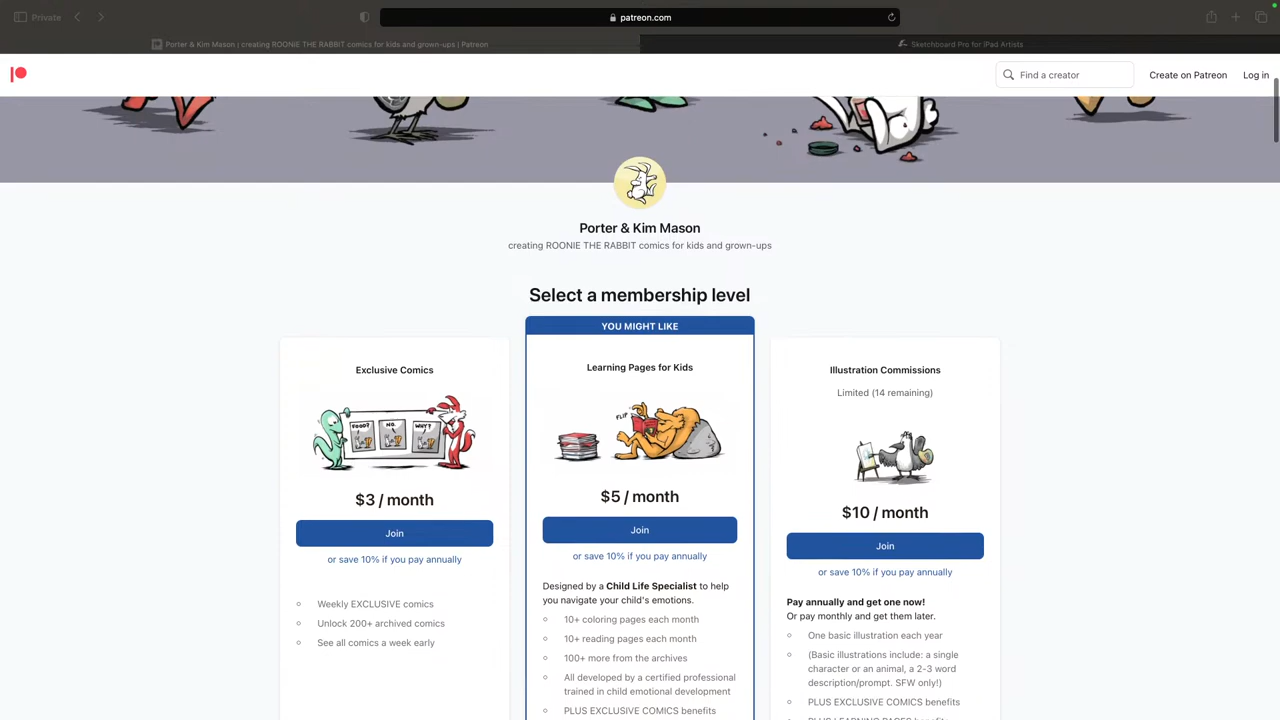 Private
patreon.com
Porter & Kim Mason | creating ROONIE THE RABBIT comics for kids and grown-ups | Patreon
Sketchboard Pro for iPad Artists
Find a creator
Create on Patreon
Log in
Porter & Kim Mason
creating ROONIE THE RABBIT comics for kids and grown-ups
Select a membership level
YOU MIGHT LIKE
Exclusive Comics
FOOD?
NO.
WHY?
$3 / month
Join
or save 10% if you pay annually
Weekly EXCLUSIVE comics
Unlock 200+ archived comics
See all comics a week early
Learning Pages for Kids
FLIP
$5 / month
Join
or save 10% if you pay annually
Designed by a Child Life Specialist to help
you navigate your child's emotions.
10+ coloring pages each month
10+ reading pages each month
100+ more from the archives
All developed by a certified professional
trained in child emotional development
PLUS EXCLUSIVE COMICS benefits
Illustration Commissions
Limited (14 remaining)
$10 / month
Join
or save 10% if you pay annually
Pay annually and get one now!
Or pay monthly and get them later.
One basic illustration each year
(Basic illustrations include: a single
character or an animal, a 2-3 word
description/prompt. SFW only!)
PLUS EXCLUSIVE COMICS benefits
PLUS LEARNING PAGES benefits